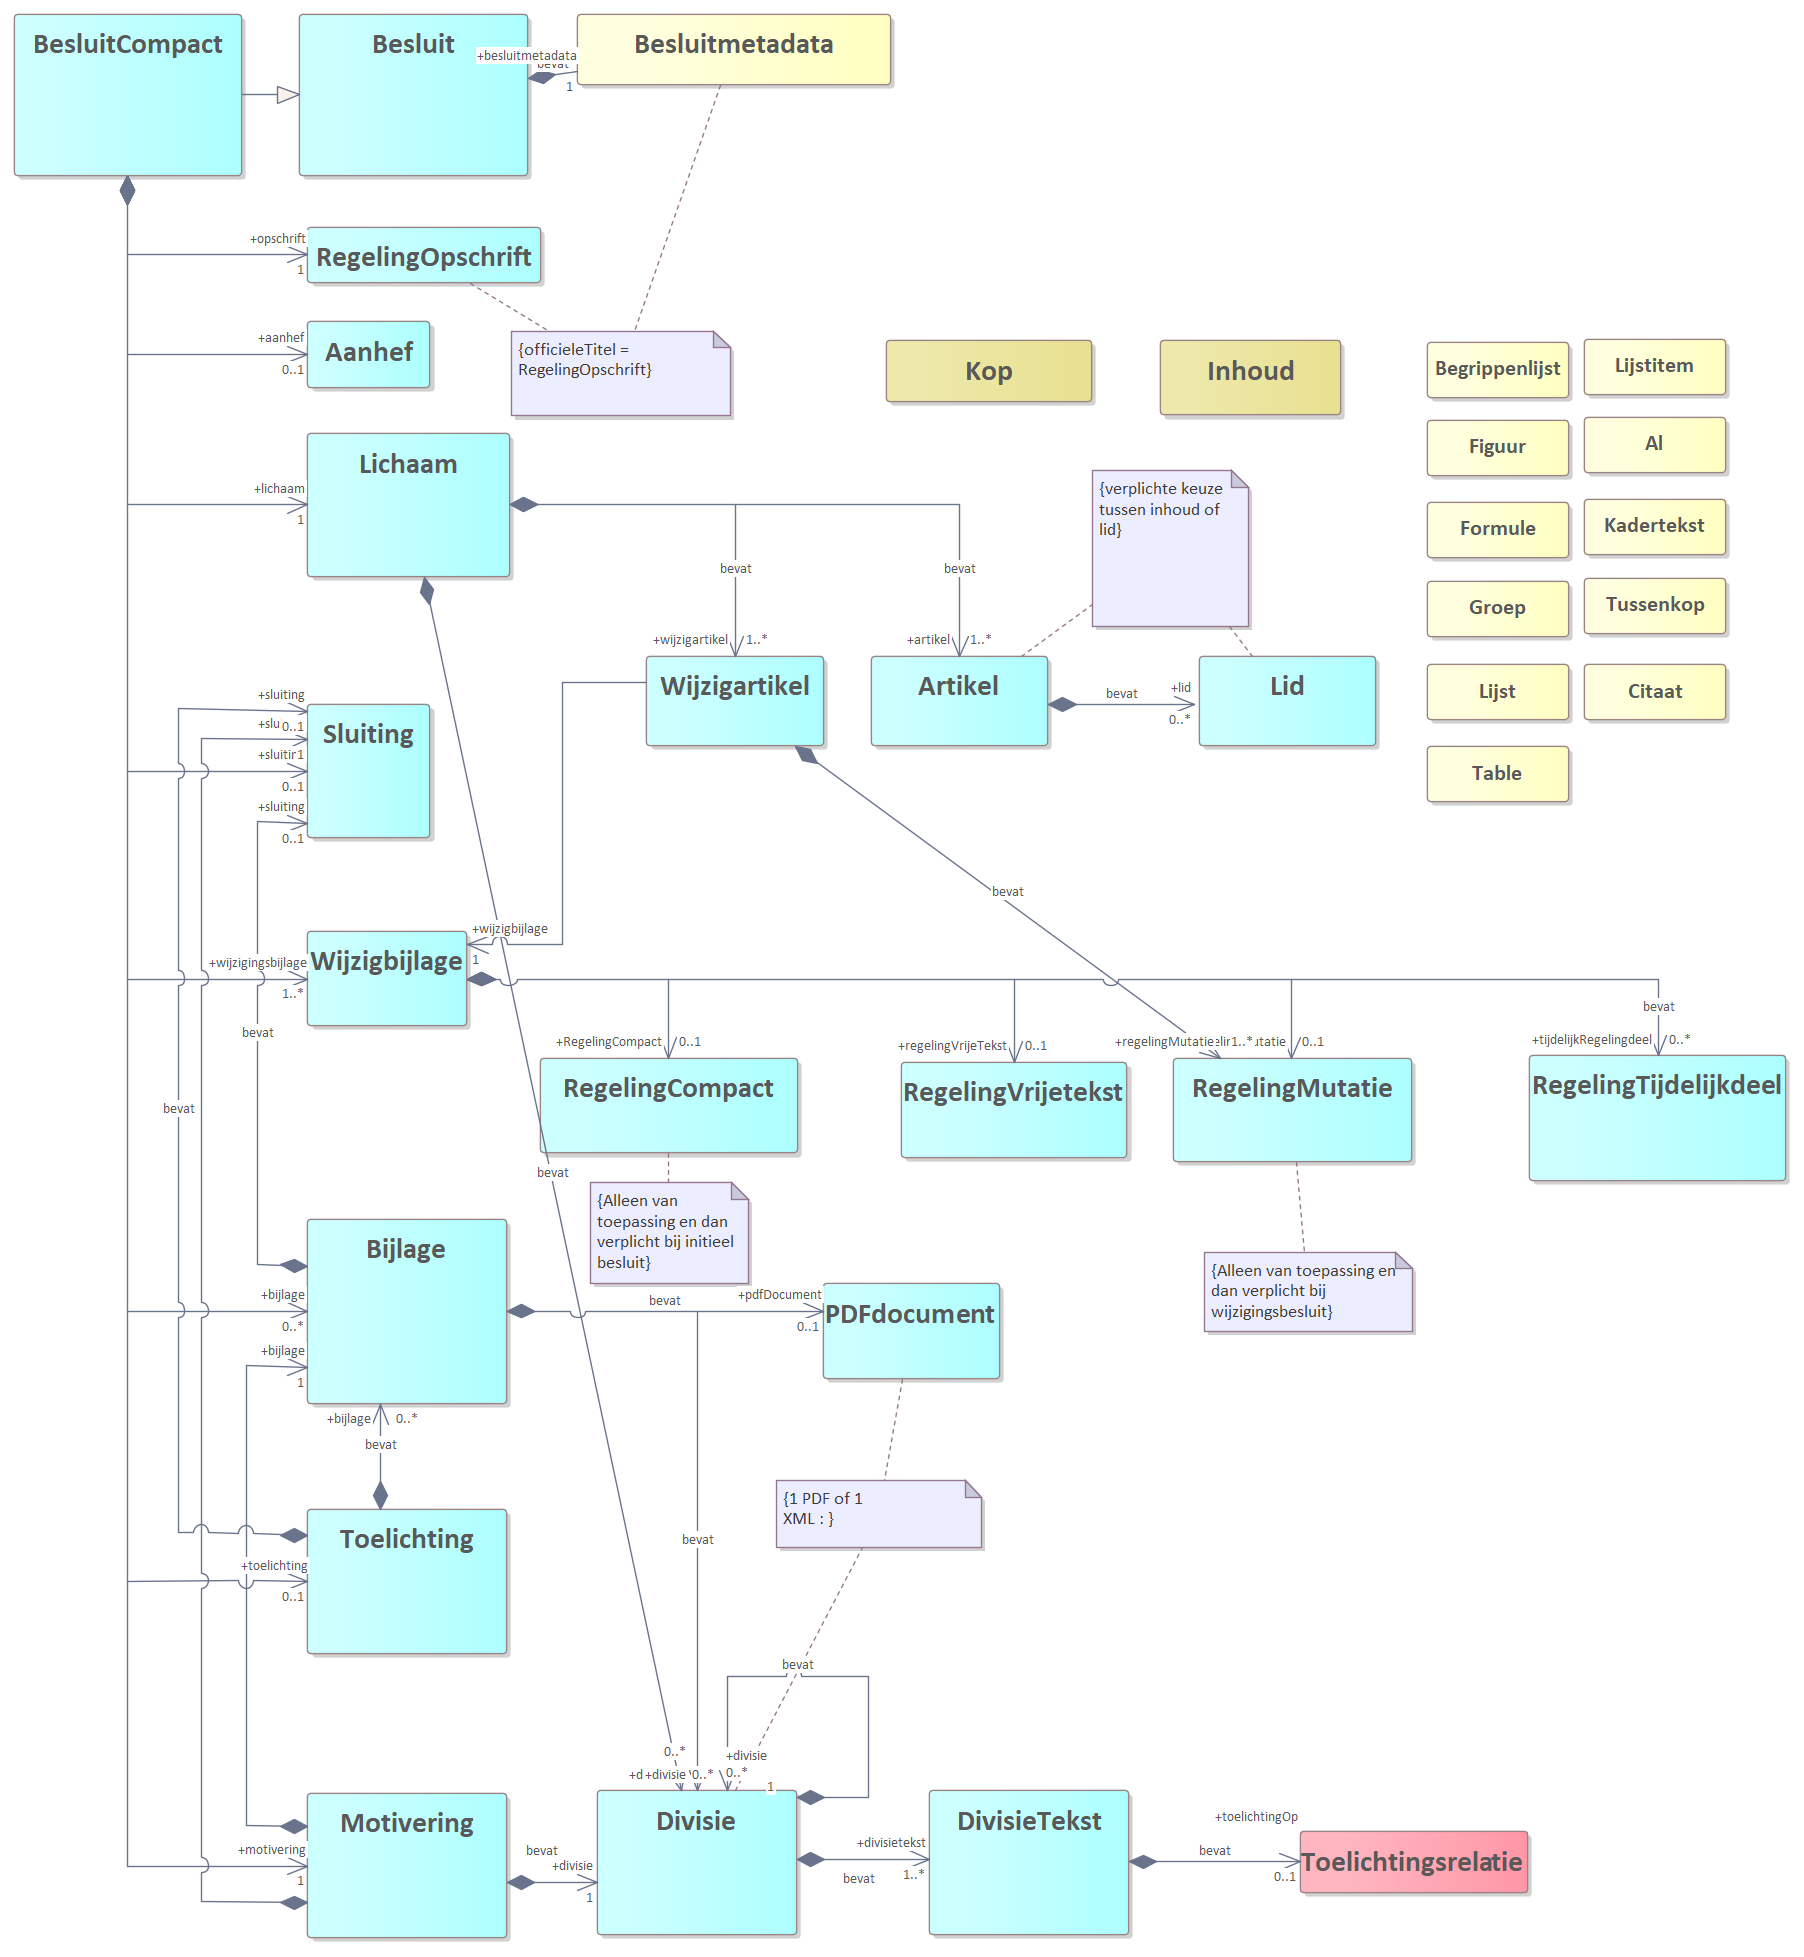 BesluitCompact
Besluit
+besluitmetadata
bevat
1
Besluitmetadata
+opschrift
1
RegelingOpschrift
+aanhef
0..1
Aanhef
{officieleTitel =
RegelingOpschrift}
Kop
Inhoud
Begrippenlijst
Lijstitem
Figuur
Al
Formule
Kadertekst
Groep
Tussenkop
Lijst
Citaat
Table
+lichaam
1
Lichaam
{verplichte keuze
tussen inhoud of
lid}
bevat
bevat
+wijzigartikel
1..*
+artikel
1..*
Wijzigartikel
Artikel
bevat
+lid
0..*
Lid
+sluiting
0..1
+slu
1
+sluitir
0..1
+sluiting
0..1
Sluiting
bevat
+wijzigbijlage
1
+wijzigingsbijlage
1..*
Wijzigbijlage
bevat
bevat
+RegelingCompact
0..1
+regelingVrijeTekst
0..1
+regelingMutatie
1..*
utatie
0..1
+tijdelijkRegelingdeel
0..*
RegelingCompact
RegelingVrijetekst
RegelingMutatie
RegelingTijdelijkdeel
bevat
bevat
{Alleen van
toepassing en dan
verplicht bij initieel
besluit}
{Alleen van toepassing en
dan verplicht bij
wijzigingsbesluit}
Bijlage
+bijlage
0..*
+bijlage
1
+bijlage
0..*
bevat
bevat
+pdfDocument
0..1
PDFdocument
{1 PDF of 1
XML : }
Toelichting
+toelichting
0..1
bevat
bevat
0..*
+d
+divisie
0..*
+divisie
0..*
1
Motivering
+motivering
1
bevat
+divisie
1
Divisie
+divisietekst
bevat
1..*
DivisieTekst
+toelichtingOp
bevat
0..1
Toelichtingsrelatie